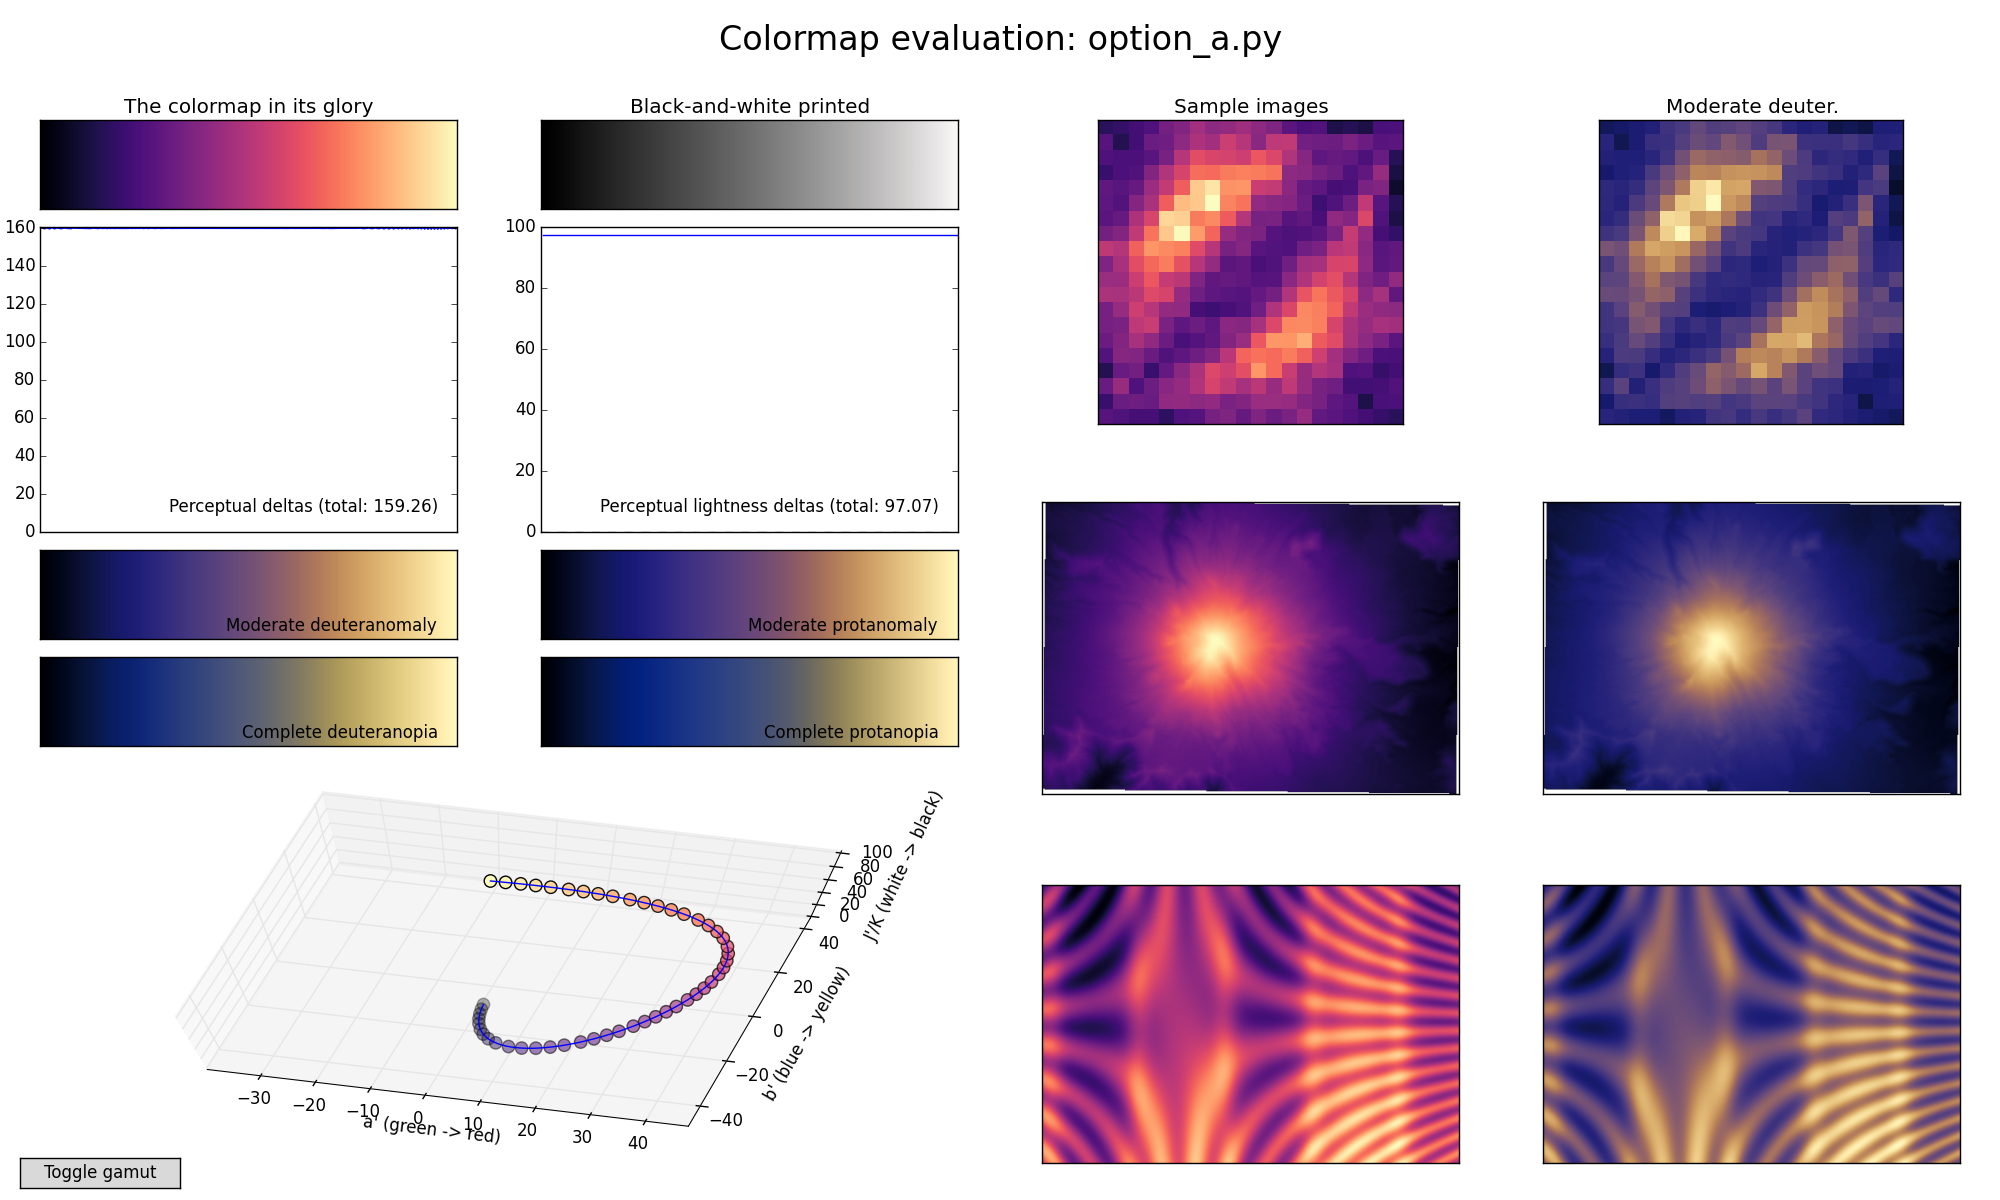 Colormap evaluation: option_a.py
The colormap in its glory
Black-and-white printed
Sample images
Moderate deuter.
160
140
120
100
80
60
40
20
0
Perceptual deltas (total: 159.26)
100
80
60
40
20
0
Perceptual lightness deltas (total: 97.07)
Moderate deuteranomaly
Moderate protanomaly
Complete deuteranopia
Complete protanopia
−30
−20
−10
0
10
20
30
40
a' (green -> red)
−40
−20
0
20
40
b' (blue -> yellow)
0
20
40
60
80
100
J'/K (white -> black)
Toggle gamut